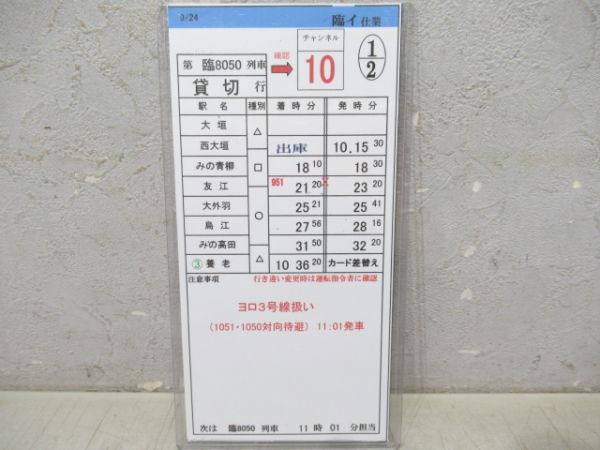 9/24 臨イ仕業
第 臨8050 列車 確認 チャンネル 10 1/2
貸切 行
駅名 種別 着時分 発時分
大垣 △
西大垣 出庫 10.15 30
みの青柳 □ 18 10 18 30
友江 951 21 20 X 23 20
大外羽 ○ 25 21 25 41
烏江 27 56 28 16
みの高田 31 50 32 20
③養老 △ 10 36 20 カード差替え
注意事項 行き違い変更時は運転指令者に確認
ヨロ3号線扱い
(1051・1050対向待避) 11:01発車
次は 臨8050 列車 11 時 01 分担当